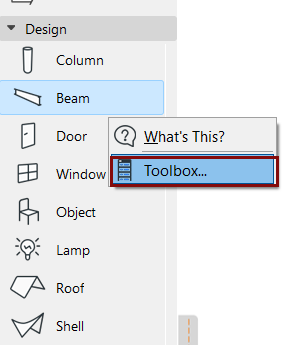 Design
Column
Beam
Door
What's This?
Window
Toolbox...
Object
Lamp
Roof
Shell